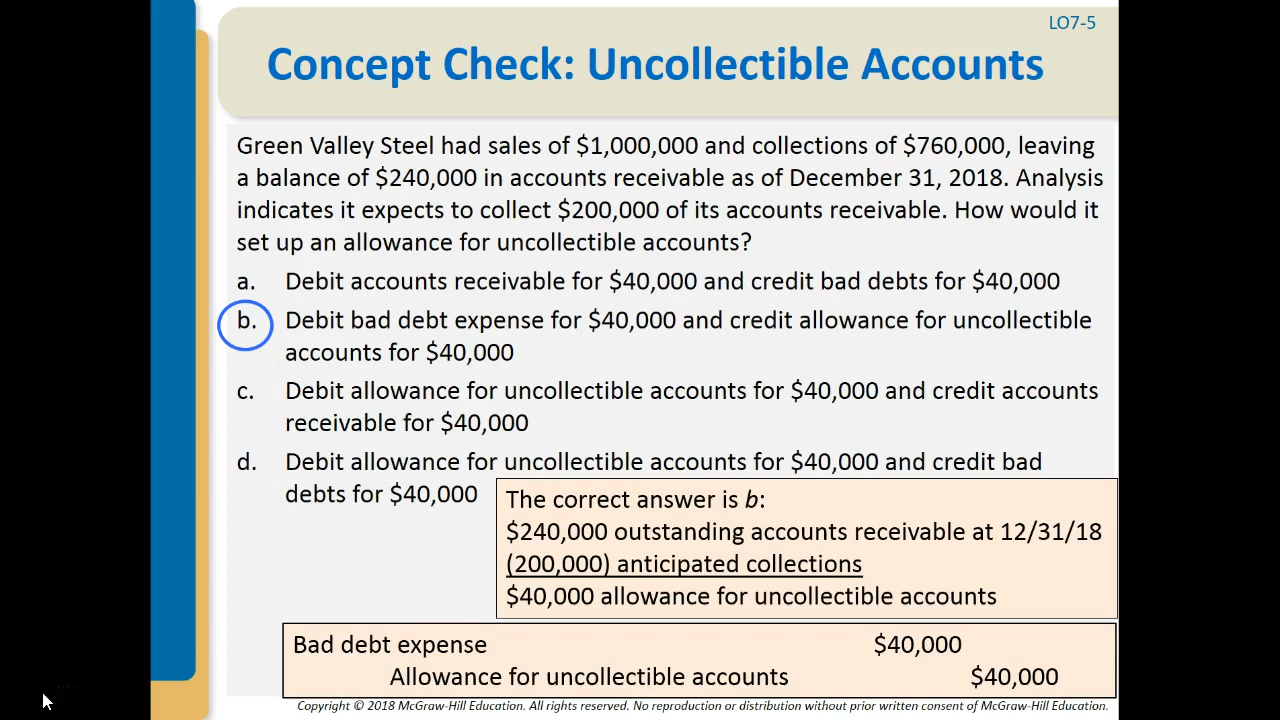 LO7-5
Concept Check: Uncollectible Accounts
Green Valley Steel had sales of $1,000,000 and collections of $760,000, leaving
a balance of $240,000 in accounts receivable as of December 31, 2018. Analysis
indicates it expects to collect $200,000 of its accounts receivable. How would it
set up an allowance for uncollectible accounts?
a. Debit accounts receivable for $40,000 and credit bad debts for $40,000
b. Debit bad debt expense for $40,000 and credit allowance for uncollectible
accounts for $40,000
c. Debit allowance for uncollectible accounts for $40,000 and credit accounts
receivable for $40,000
d. Debit allowance for uncollectible accounts for $40,000 and credit bad
debts for $40,000
The correct answer is b:
$240,000 outstanding accounts receivable at 12/31/18
(200,000) anticipated collections
$40,000 allowance for uncollectible accounts
Bad debt expense $40,000
Allowance for uncollectible accounts $40,000
Copyright © 2018 McGraw-Hill Education. All rights reserved. No reproduction or distribution without prior written consent of McGraw-Hill Education.